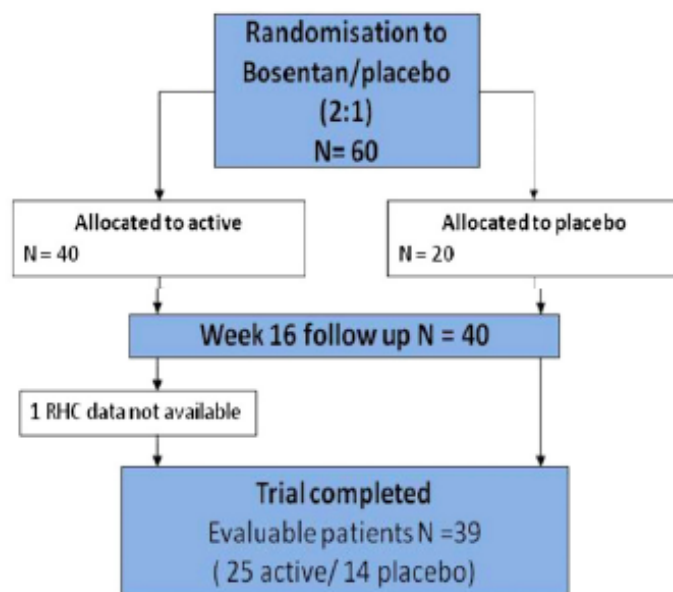 Randomisation to
Bosentan/placebo
(2:1)
N= 60
Allocated to active
N = 40
Allocated to placebo
N = 20
Week 16 follow up N = 40
1 RHC data not available
Trial completed
Evaluable patients N =39
( 25 active/ 14 placebo)